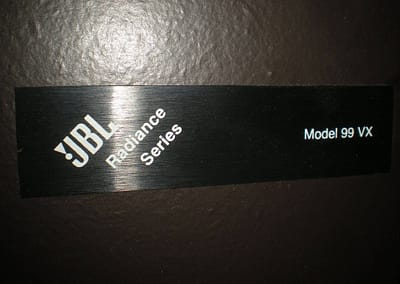 JBL
Radiance
Series
Model 99 VX